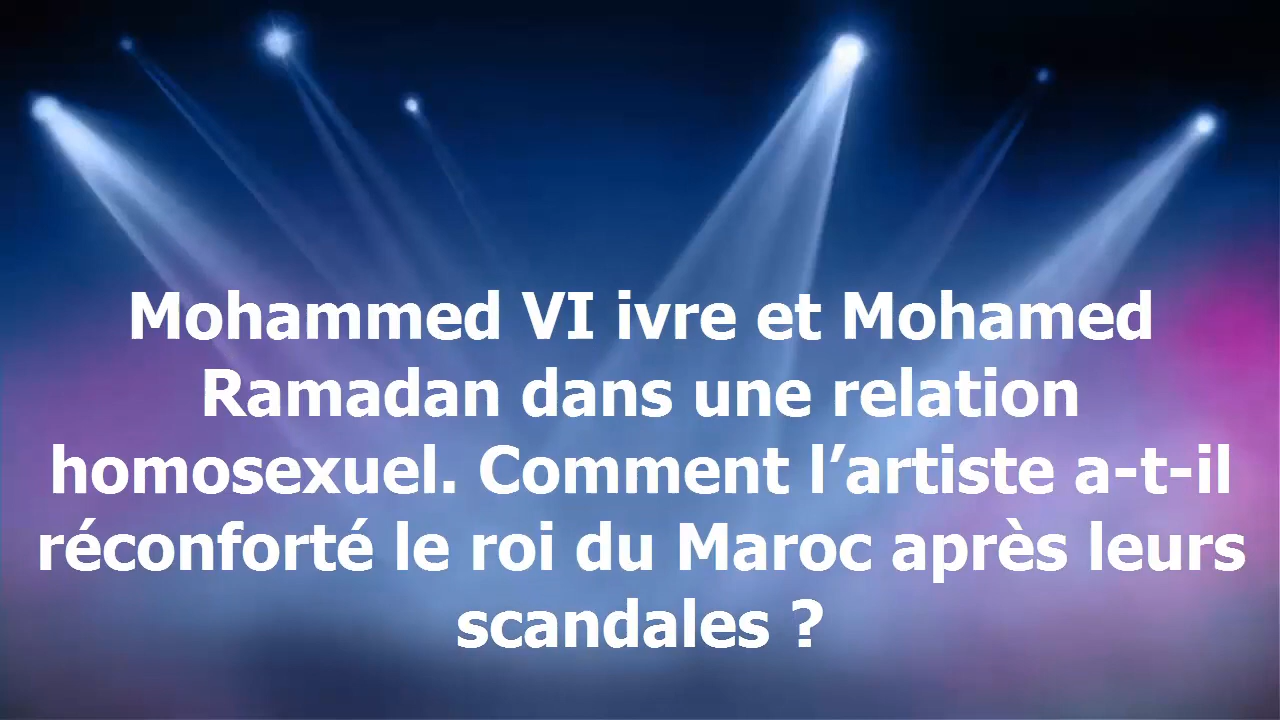 Mohammed VI ivre et Mohamed
Ramadan dans une relation
homosexuel. Comment l’artiste a-t-il
réconforté le roi du Maroc après leurs
scandales ?